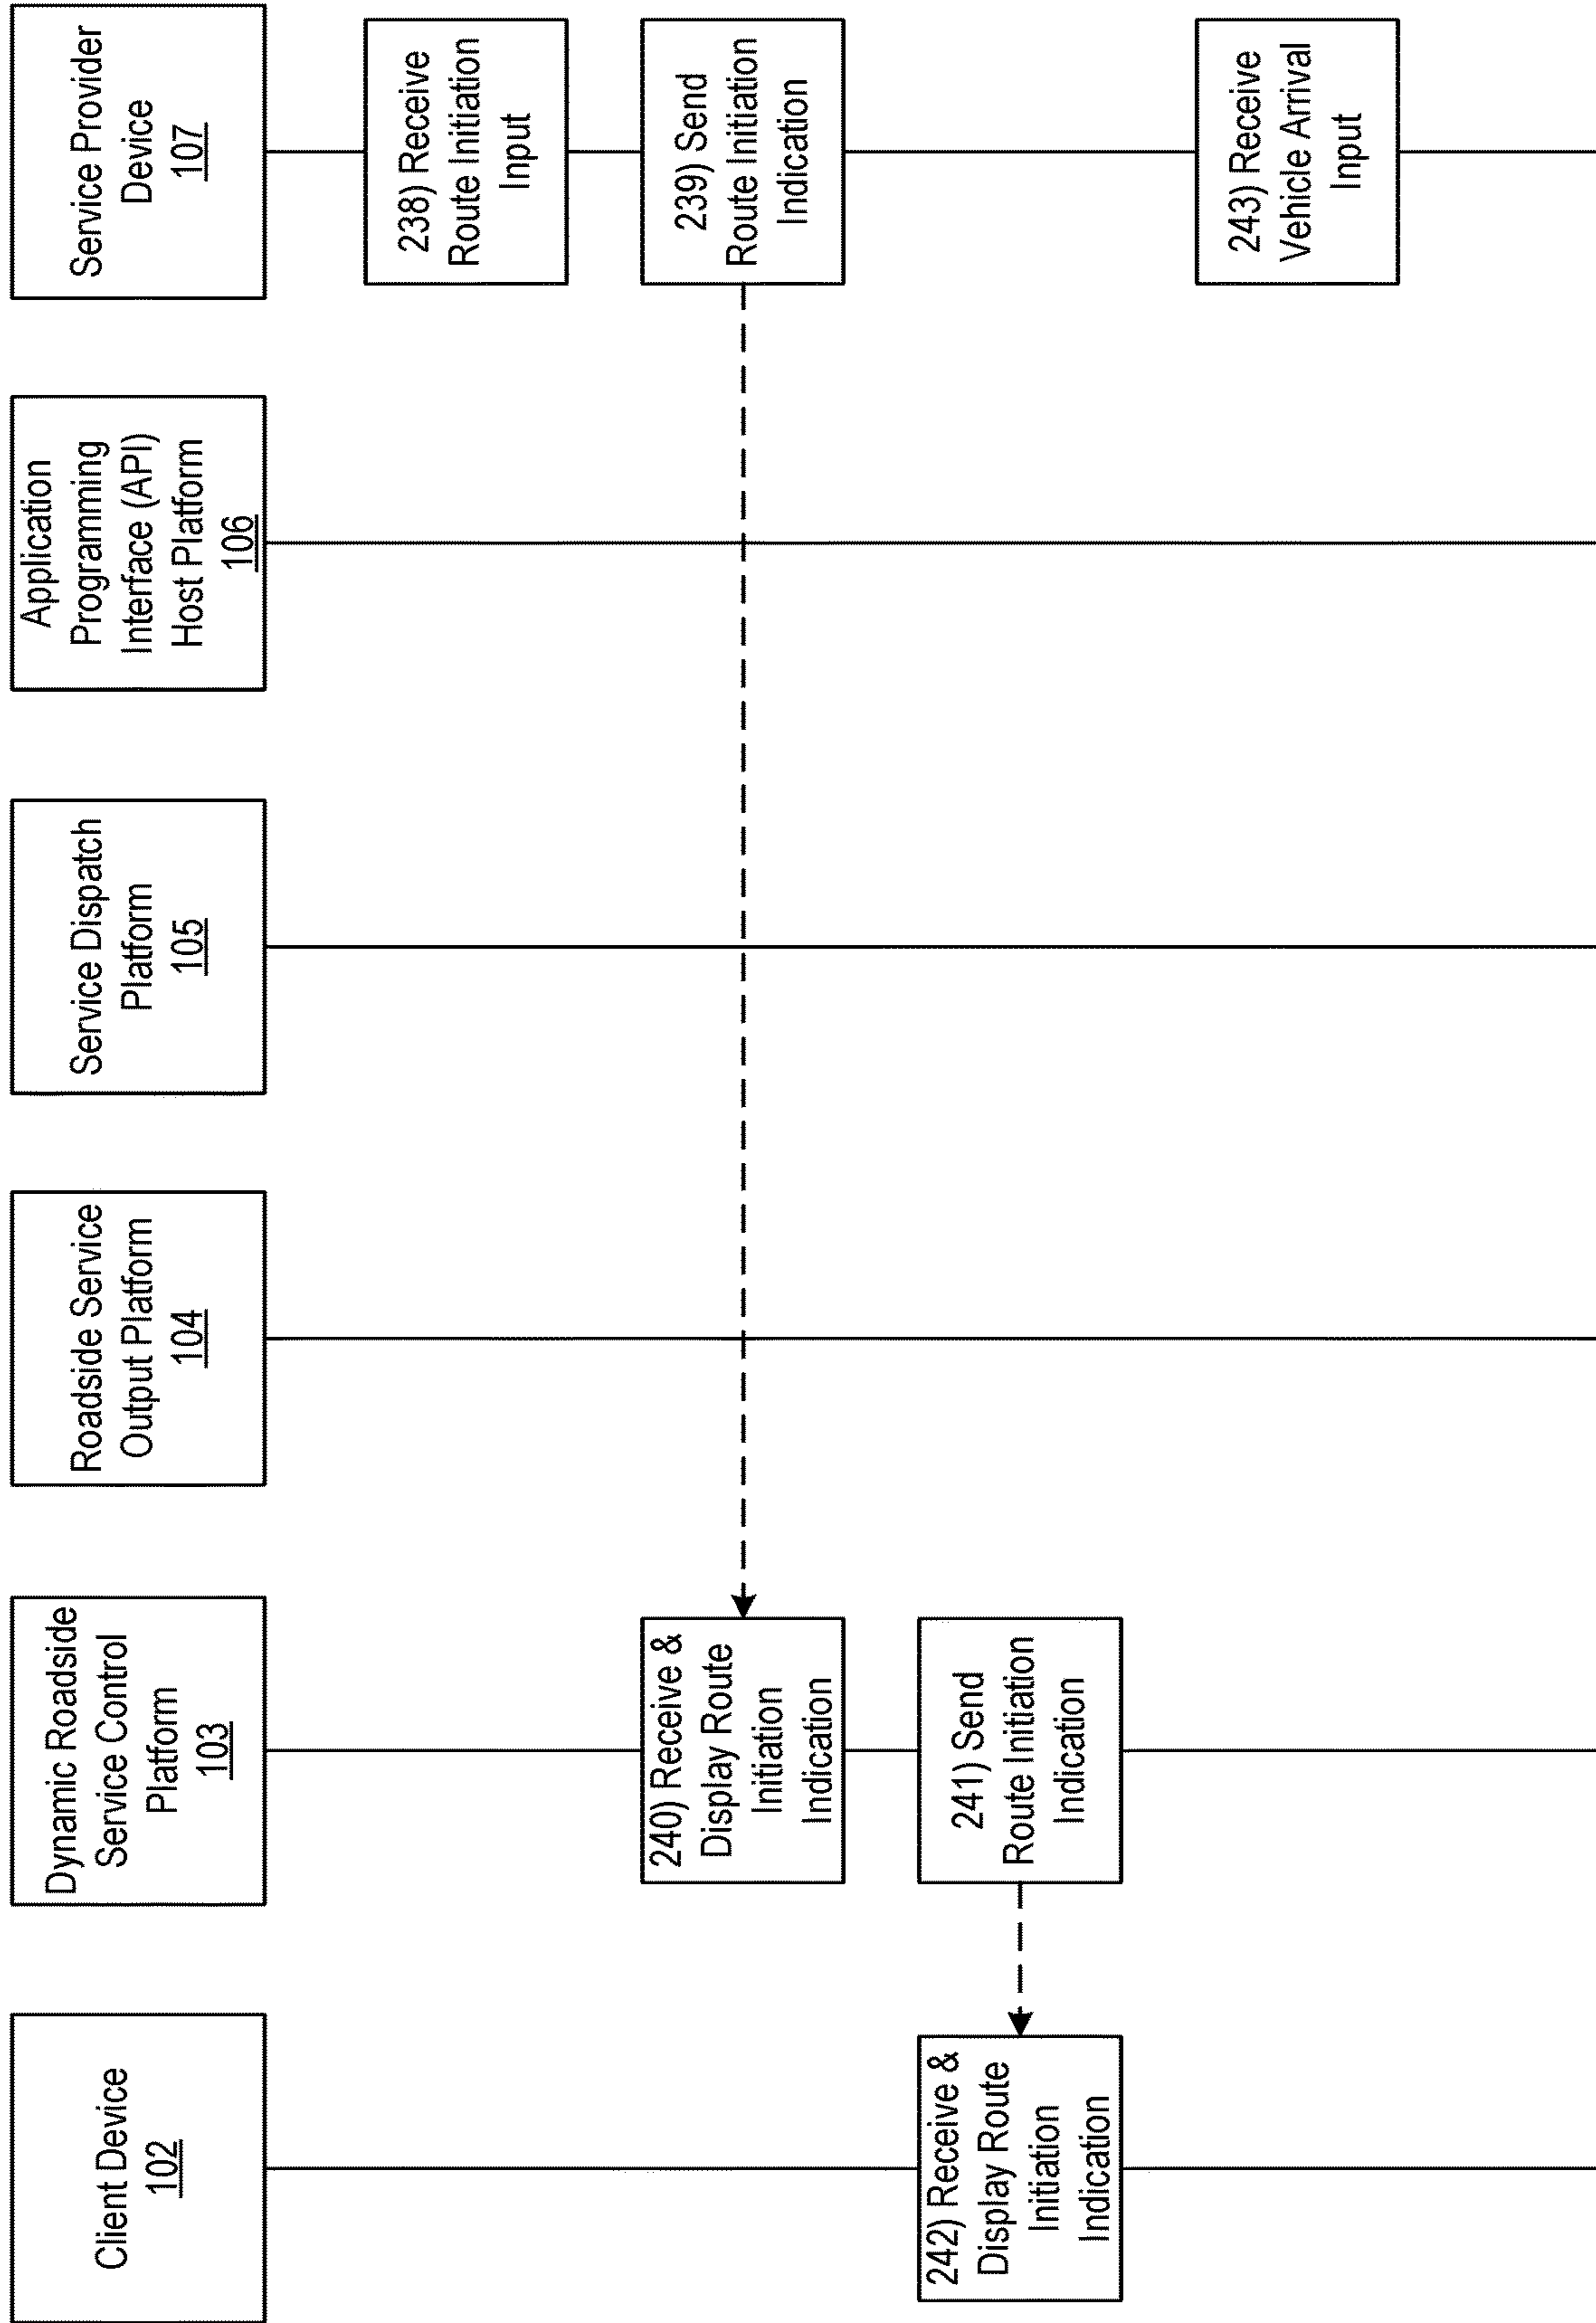 Client Device
102
Dynamic Roadside
Service Control
Platform
103
Roadside Service
Output Platform
104
Service Dispatch
Platform
105
Application
Programming
Interface (API)
Host Platform
106
Service Provider
Device
107
238) Receive
Route Initiation
Input
240) Receive &
Display Route
Initiation
Indication
239) Send
Route Initiation
Indication
242) Receive &
Display Route
Initiation
Indication
241) Send
Route Initiation
Indication
243) Receive
Vehicle Arrival
Input